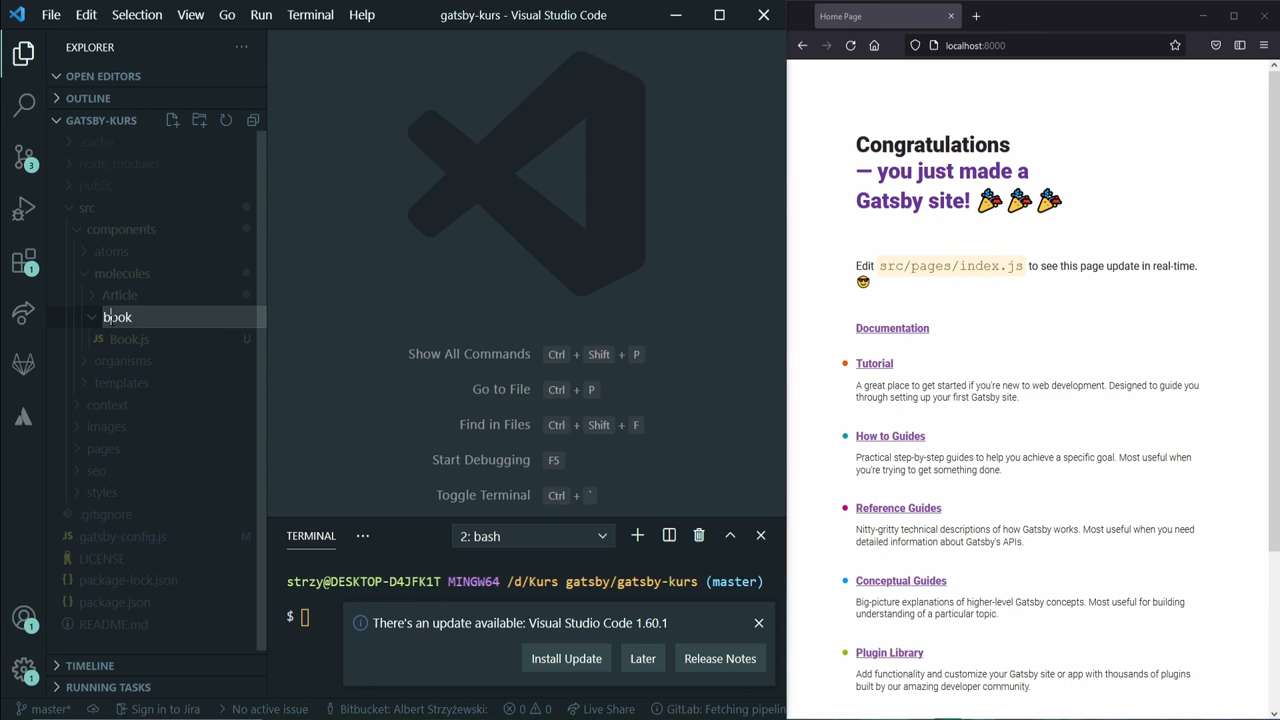 File Edit Selection View Go Run Terminal Help gatsby-kurs - Visual Studio Code
EXPLORER
OPEN EDITORS
OUTLINE
GATSBY-KURS
.cache
node_modules
public
src
components
atoms
molecules
Article
book
JS Book.js U
organisms
templates
context
images
pages
seo
styles
.gitignore
JS gatsby-config.js M
LICENSE
package-lock.json
package.json
README.md
TIMELINE
RUNNING TASKS
3
1
1
1
Show All Commands Ctrl + Shift + P
Go to File Ctrl + P
Find in Files Ctrl + Shift + F
Start Debugging F5
Toggle Terminal Ctrl + `
TERMINAL 2: bash
strzy@DESKTOP-D4JFK1T MINGW64 /d/Kurs gatsby/gatsby-kurs (master)
$
There's an update available: Visual Studio Code 1.60.1
Install Update Later Release Notes
master* Sign in to Jira No active issue Bitbucket: Albert Strzyżewski: 0 0 Live Share GitLab: Fetching pipelin
Home Page
localhost:8000
Congratulations
— you just made a
Gatsby site! 🎉🎉🎉
Edit src/pages/index.js to see this page update in real-time.
😎
Documentation
Tutorial
A great place to get started if you're new to web development. Designed to guide you
through setting up your first Gatsby site.
How to Guides
Practical step-by-step guides to help you achieve a specific goal. Most useful when
you're trying to get something done.
Reference Guides
Nitty-gritty technical descriptions of how Gatsby works. Most useful when you need
detailed information about Gatsby's APIs.
Conceptual Guides
Big-picture explanations of higher-level Gatsby concepts. Most useful for building
understanding of a particular topic.
Plugin Library
Add functionality and customize your Gatsby site or app with thousands of plugins
built by our amazing developer community.